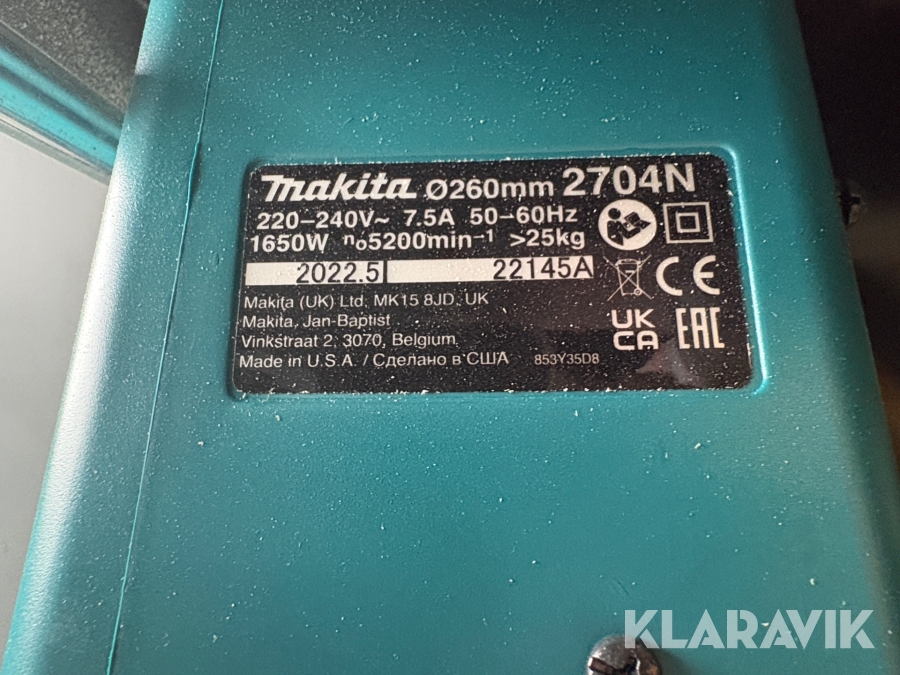 makita Ø260mm 2704N
220-240V~ 7.5A 50-60Hz
1650W n₀5200min⁻¹ >25kg
2022.5 22145A
Makita (UK) Ltd. MK15 8JD, UK
Makita, Jan-Baptist
Vinkstraat 2, 3070, Belgium
Made in U.S.A. / Сделано в США 853Y35D8
CE
UK
CA
EAC
KLARAVIK